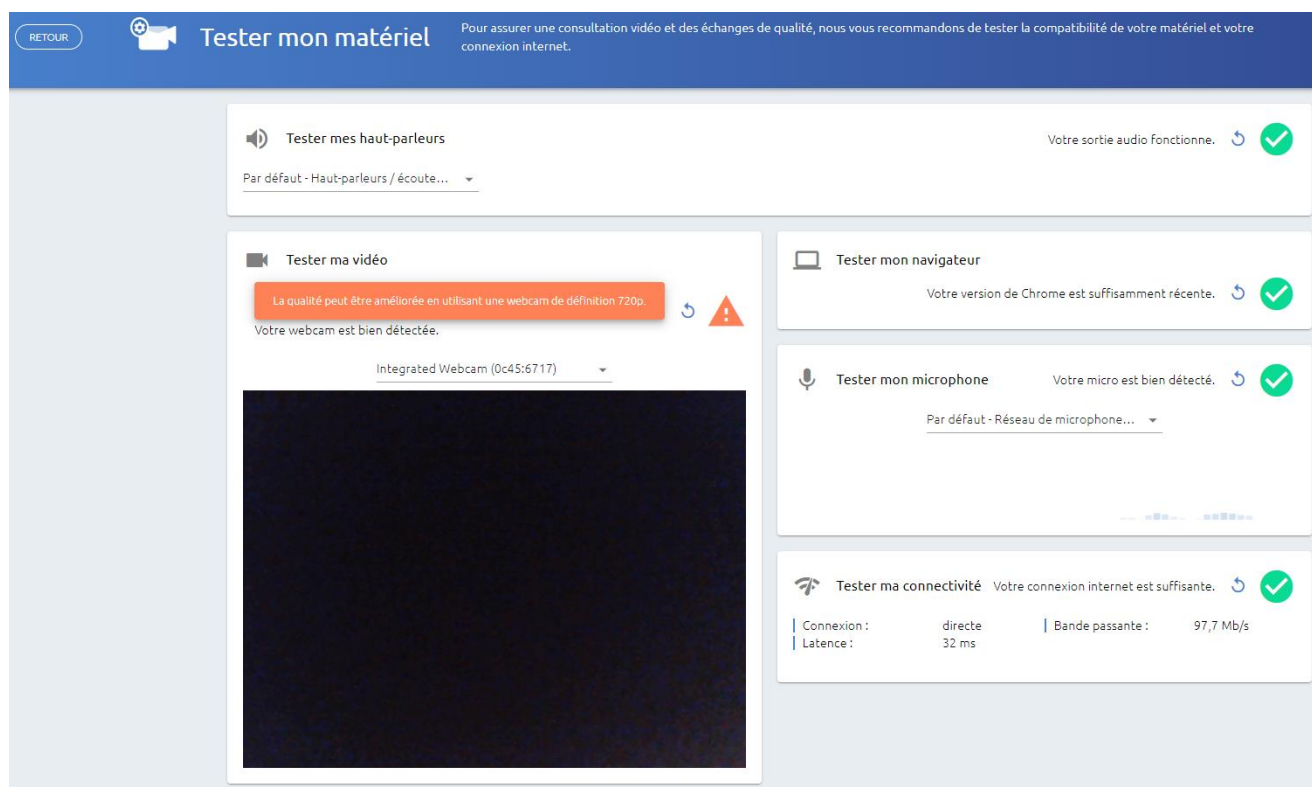 RETOUR
Tester mon matériel
Pour assurer une consultation vidéo et des échanges de qualité, nous vous recommandons de tester la compatibilité de votre matériel et votre
connexion internet.
Tester mes haut-parleurs
Votre sortie audio fonctionne.
Par défaut - Haut-parleurs / écoute...
Tester ma vidéo
La qualité peut être améliorée en utilisant une webcam de définition 720p.
Votre webcam est bien détectée.
Integrated Webcam (0c45:6717)
Tester mon navigateur
Votre version de Chrome est suffisamment récente.
Tester mon microphone
Votre micro est bien détecté.
Par défaut - Réseau de microphone...
Tester ma connectivité
Votre connexion internet est suffisante.
Connexion : directe
Bande passante : 97,7 Mb/s
Latence : 32 ms